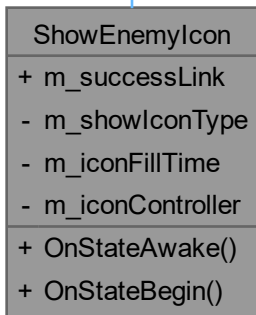 ShowEnemyIcon
+ m_successLink
- m_showIconType
- m_iconFillTime
- m_iconController
+ OnStateAwake()
+ OnStateBegin()